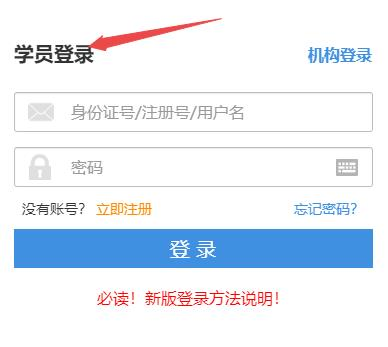 学员登录 机构登录
身份证号/注册号/用户名
密码
没有账号? 立即注册 忘记密码?
登 录
必读！新版登录方法说明！